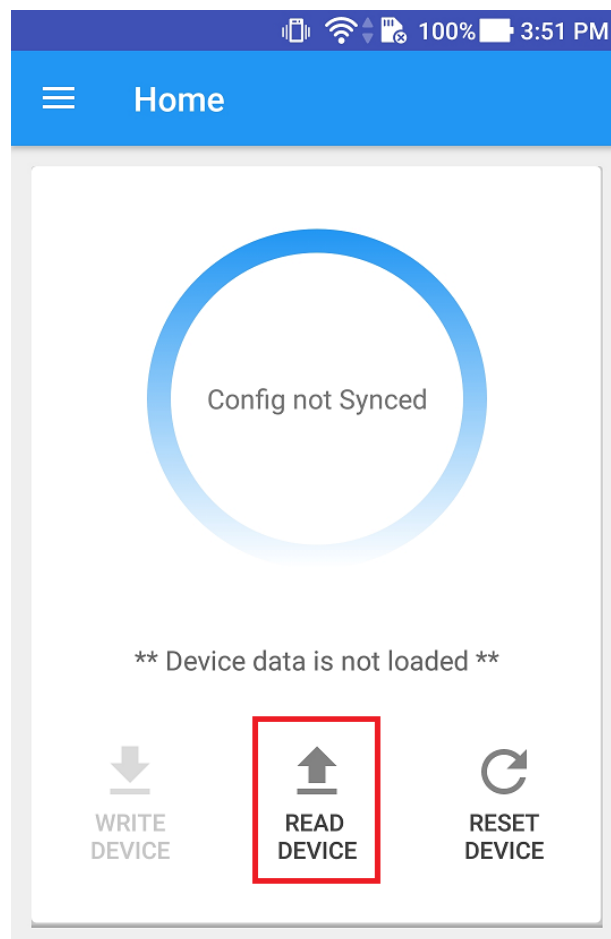 100% 3:51 PM
Home
Config not Synced
** Device data is not loaded **
WRITE
DEVICE
READ
DEVICE
RESET
DEVICE